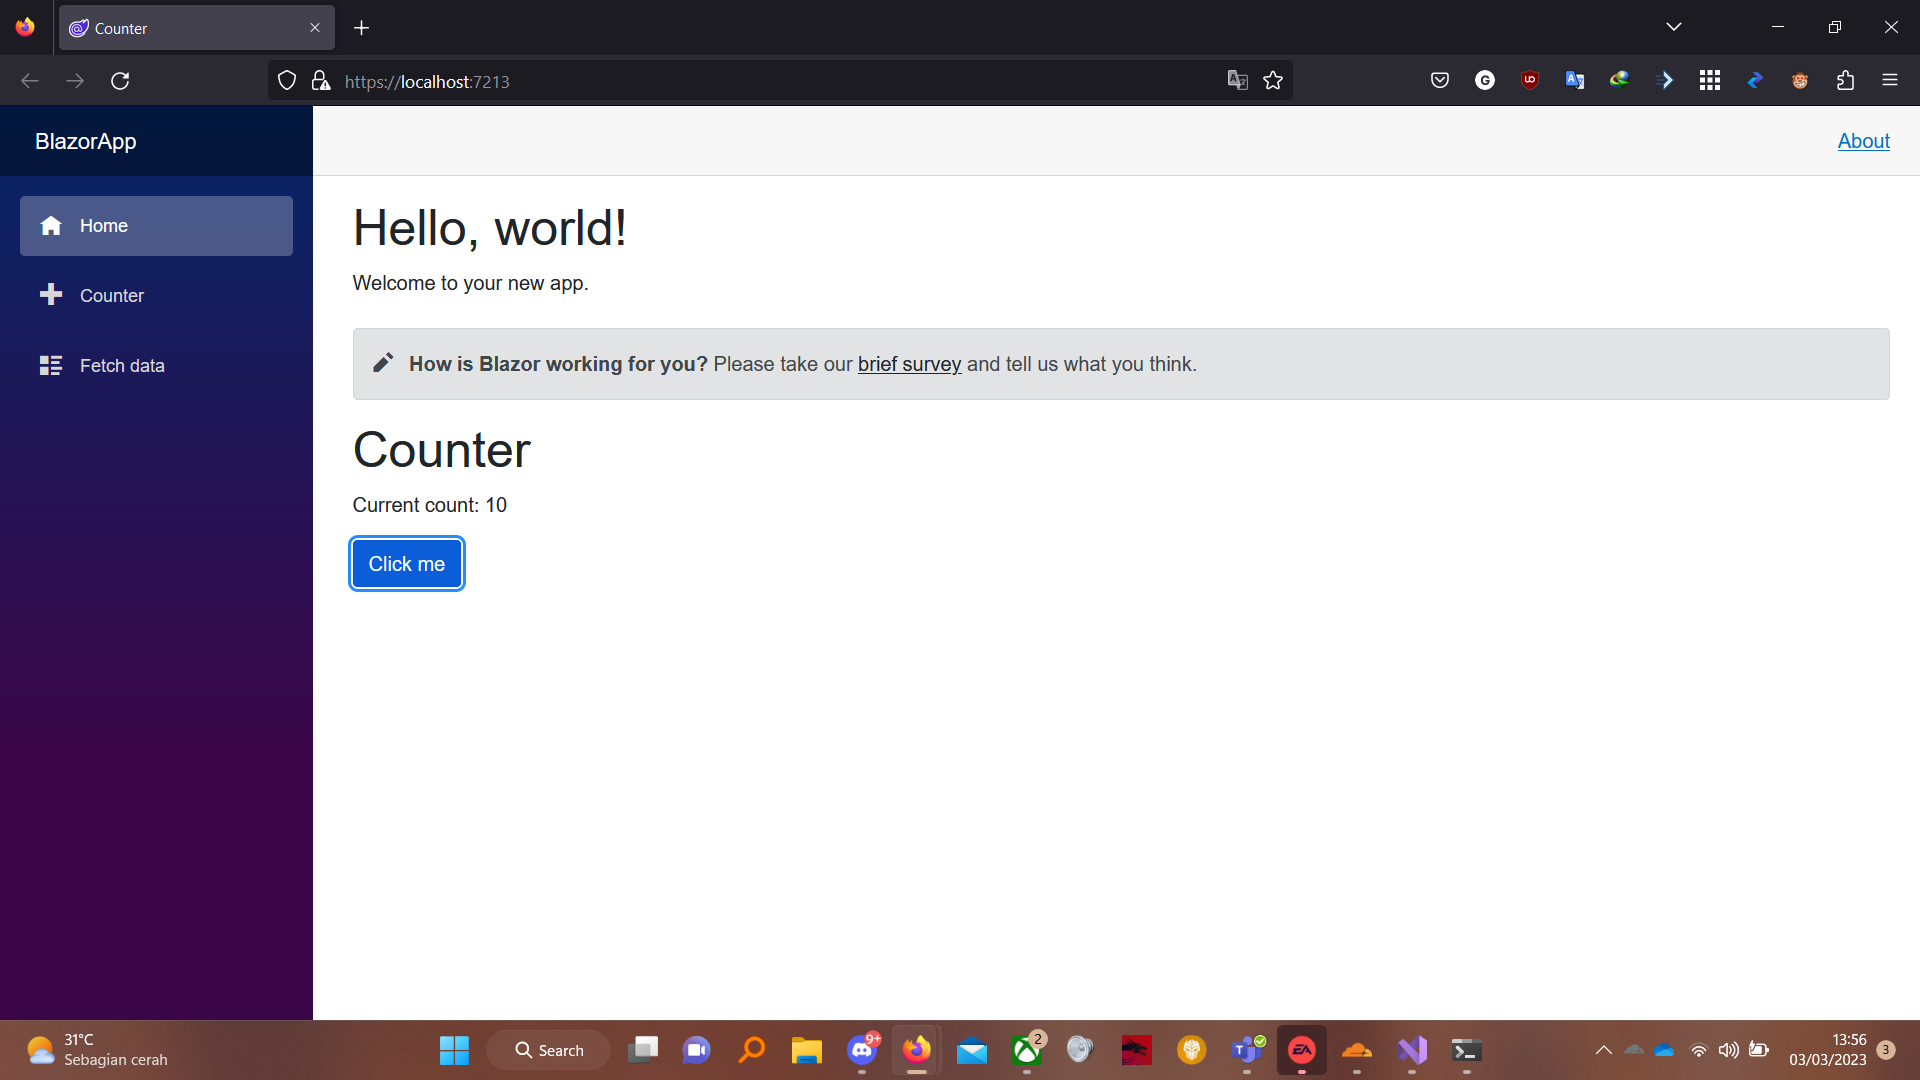 Counter
https://localhost:7213
BlazorApp
About
Home
Counter
Fetch data
Hello, world!
Welcome to your new app.
How is Blazor working for you? Please take our brief survey and tell us what you think.
Counter
Current count: 10
Click me
31°C
Sebagian cerah
Search
9+
2
EA
13:56
03/03/2023
3